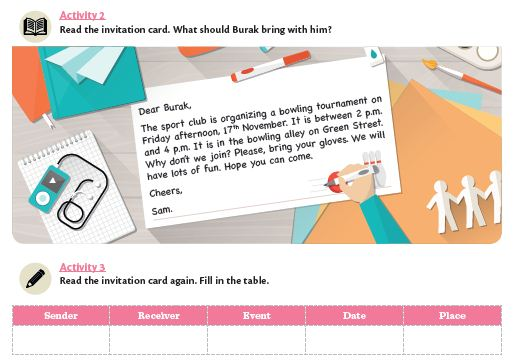 Activity 2
Read the invitation card. What should Burak bring with him?
Dear Burak,
The sport club is organizing a bowling tournament on
Friday afternoon, 17th November. It is between 2 p.m.
and 4 p.m. It is in the bowling alley on Green Street.
Why don't we join? Please, bring your gloves. We will
have lots of fun. Hope you can come.
Cheers,
Sam.
Activity 3
Read the invitation card again. Fill in the table.
Sender Receiver Event Date Place